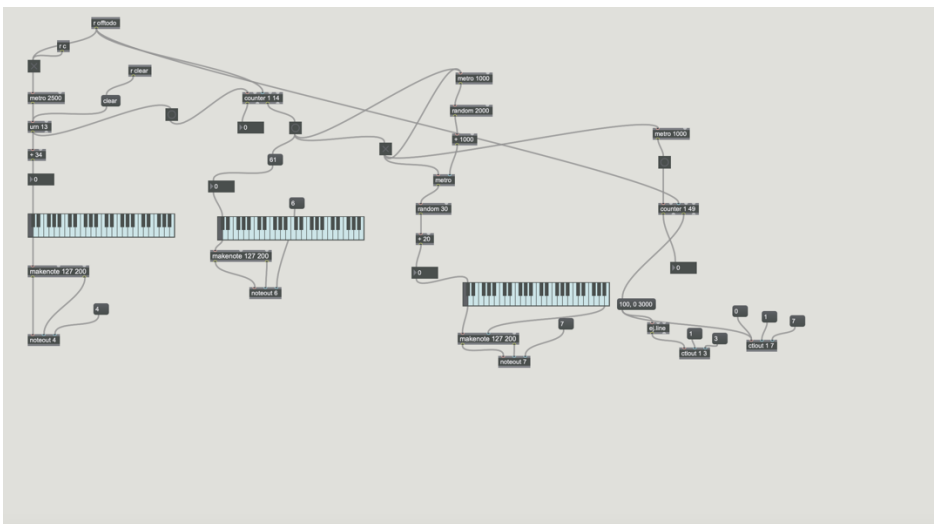 r offtodo
r c
r clear
metro 2500
clear
urn 13
+ 34
0
makenote 127 200
4
noteout 4
counter 1 14
0
61
0
6
makenote 127 200
noteout 6
metro 1000
random 2000
+ 1000
metro
random 30
+ 20
0
makenote 127 200
7
noteout 7
metro 1000
counter 1 49
0
100, 0 3000
ej.line
1
3
ctlout 1 3
0
1
7
ctlout 1 7